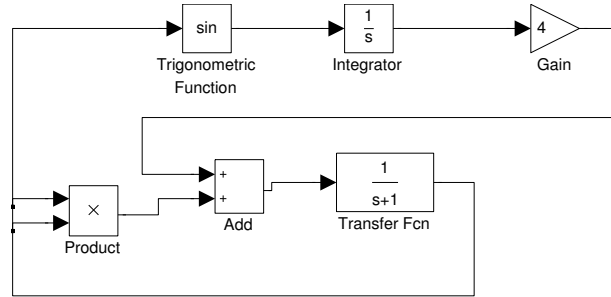 sin
Trigonometric
Function
1
s
Integrator
4
Gain
×
Product
+
+
Add
1
s+1
Transfer Fcn